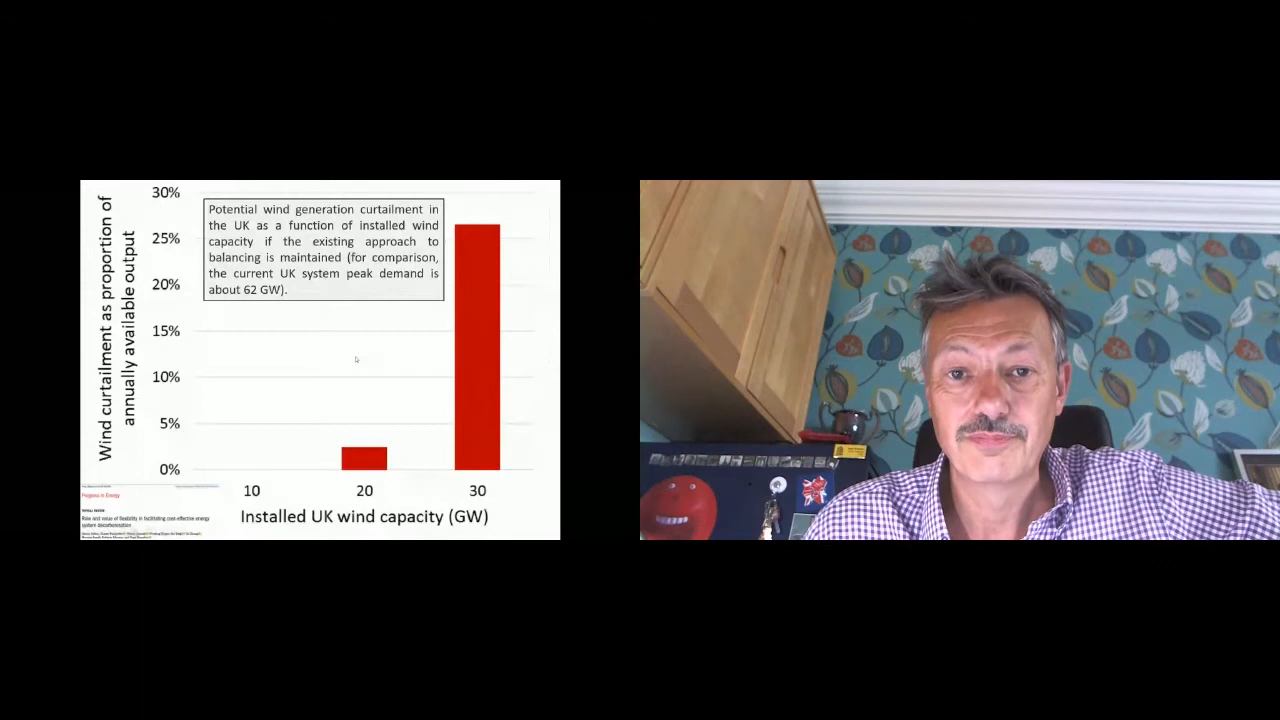 30%
25%
20%
15%
10%
5%
0%
Wind curtailment as proportion of
annually available output
Potential wind generation curtailment in
the UK as a function of installed wind
capacity if the existing approach to
balancing is maintained (for comparison,
the current UK system peak demand is
about 62 GW).
10 20 30
Installed UK wind capacity (GW)
Progress in Energy
Role and value of flexibility in facilitating cost-effective energy
system decarbonisation